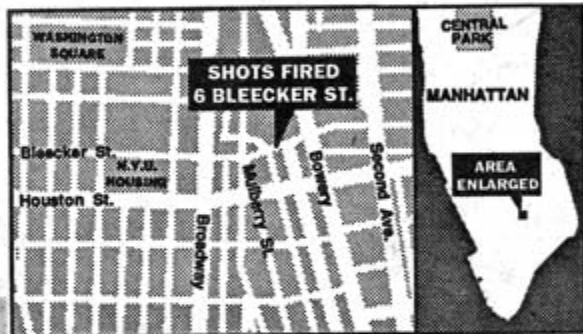 WASHINGTON
SQUARE
SHOTS FIRED
6 BLEECKER ST.
Bleecker St.
N.Y.U.
HOUSING
Houston St.
Broadway
Mulberry St.
Bowery
Second Ave.
CENTRAL
PARK
MANHATTAN
AREA
ENLARGED